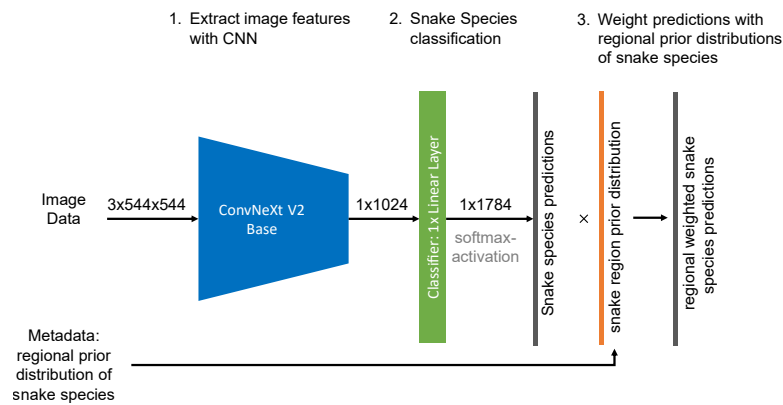 1. Extract image features
with CNN
2. Snake Species
classification
3. Weight predictions with
regional prior distributions
of snake species
Image
Data
3x544x544
ConvNeXt V2
Base
1x1024
Classifier: 1x Linear Layer
1x1784
softmax-
activation
Snake species predictions
×
snake region prior distribution
regional weighted snake
species predictions
Metadata:
regional prior
distribution of
snake species